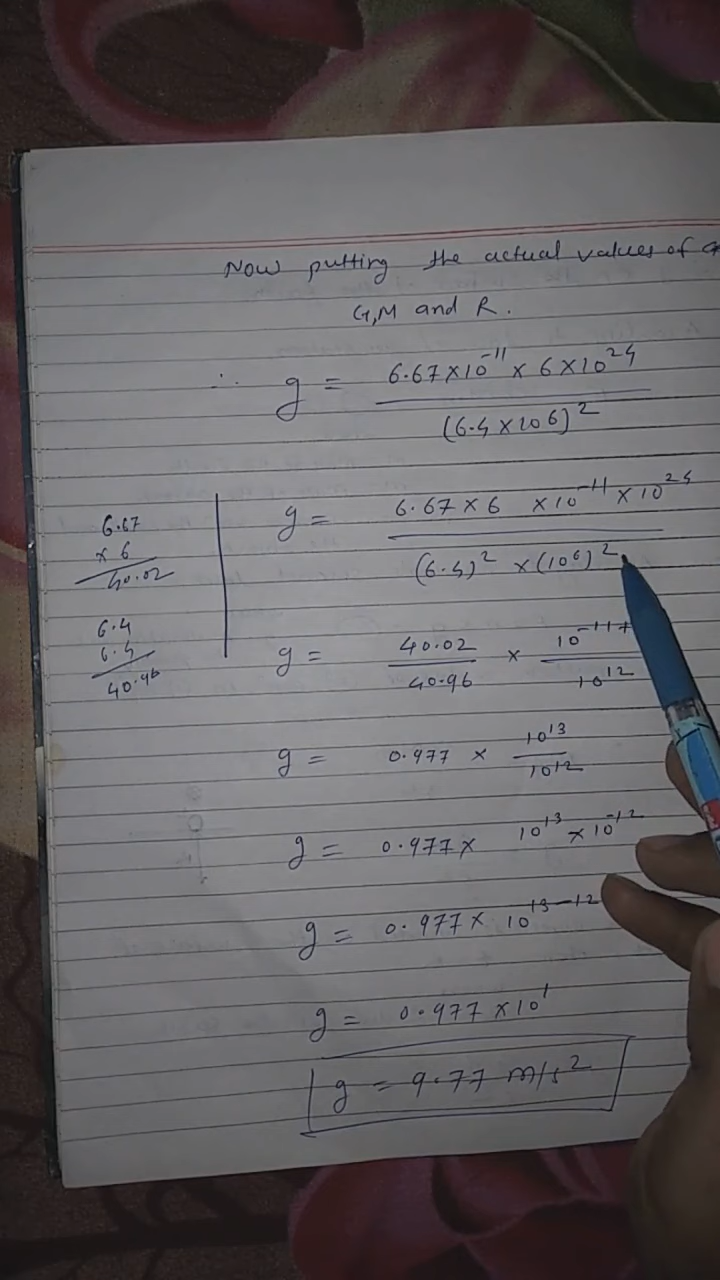 Now putting the actual values of
G, M and R.
∴ g = 6.67 × 10⁻¹¹ × 6 × 10²⁴ / (6.4 × 10⁶)²
g = 6.67 × 6 × 10⁻¹¹ × 10²⁴ / (6.4)² × (10⁶)²
6.67
× 6
40.02
6.4
6.4
40.96
g = 40.02 / 40.96 × 10⁻¹¹⁺ / 10¹²
g = 0.977 × 10¹³ / 10¹²
g = 0.977 × 10¹³ × 10⁻¹²
g = 0.977 × 10¹³⁻¹²
g = 0.977 × 10¹
g = 9.77 m/s²